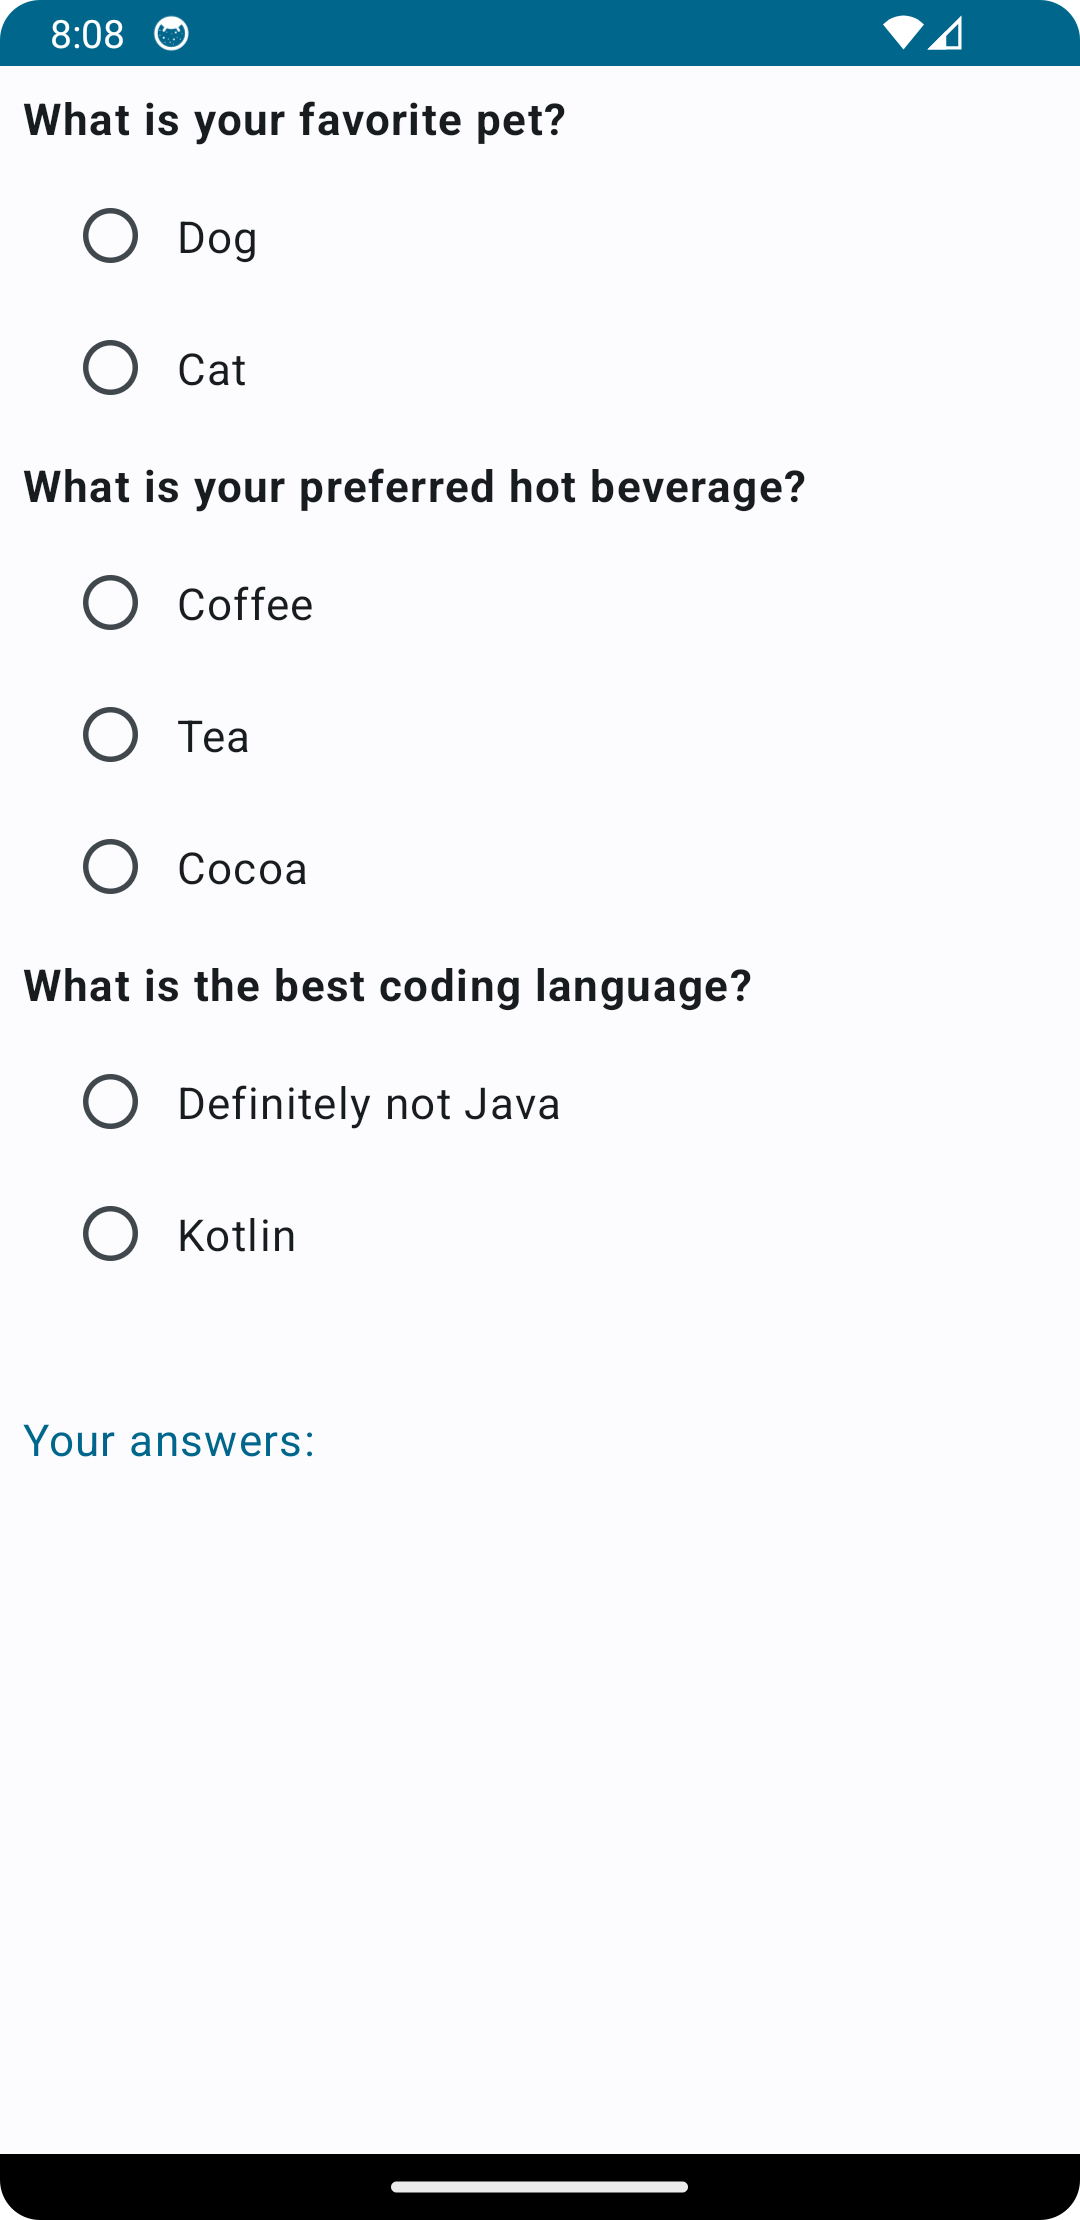 8:08
What is your favorite pet?
Dog
Cat
What is your preferred hot beverage?
Coffee
Tea
Cocoa
What is the best coding language?
Definitely not Java
Kotlin
Your answers: